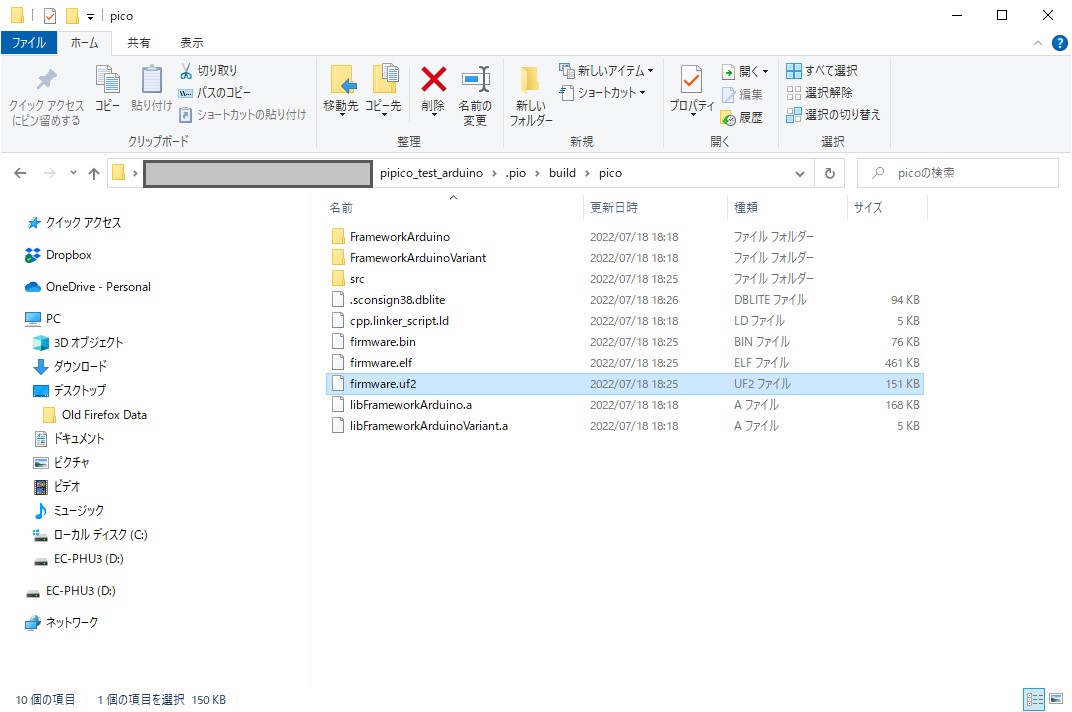 pico
ファイル ホーム 共有 表示
クイック アクセス
にピン留めする
コピー
貼り付け
切り取り
パスのコピー
ショートカットの貼り付け
クリップボード
移動先 コピー先 削除 名前の
変更
整理
新しい
フォルダー
新しいアイテム
ショートカット
新規
プロパティ
開く
編集
履歴
開く
すべて選択
選択解除
選択の切り替え
選択
pipico_test_arduino > .pio > build > pico
picoの検索
クイック アクセス
Dropbox
OneDrive - Personal
PC
3D オブジェクト
ダウンロード
デスクトップ
Old Firefox Data
ドキュメント
ピクチャ
ビデオ
ミュージック
ローカル ディスク (C:)
EC-PHU3 (D:)
EC-PHU3 (D:)
ネットワーク
名前 更新日時 種類 サイズ
FrameworkArduino 2022/07/18 18:18 ファイル フォルダー
FrameworkArduinoVariant 2022/07/18 18:18 ファイル フォルダー
src 2022/07/18 18:25 ファイル フォルダー
.sconsign38.dblite 2022/07/18 18:26 DBLITE ファイル 94 KB
cpp.linker_script.ld 2022/07/18 18:18 LD ファイル 5 KB
firmware.bin 2022/07/18 18:25 BIN ファイル 76 KB
firmware.elf 2022/07/18 18:25 ELF ファイル 461 KB
firmware.uf2 2022/07/18 18:25 UF2 ファイル 151 KB
libFrameworkArduino.a 2022/07/18 18:18 A ファイル 168 KB
libFrameworkArduinoVariant.a 2022/07/18 18:18 A ファイル 5 KB
10 個の項目 1 個の項目を選択 150 KB